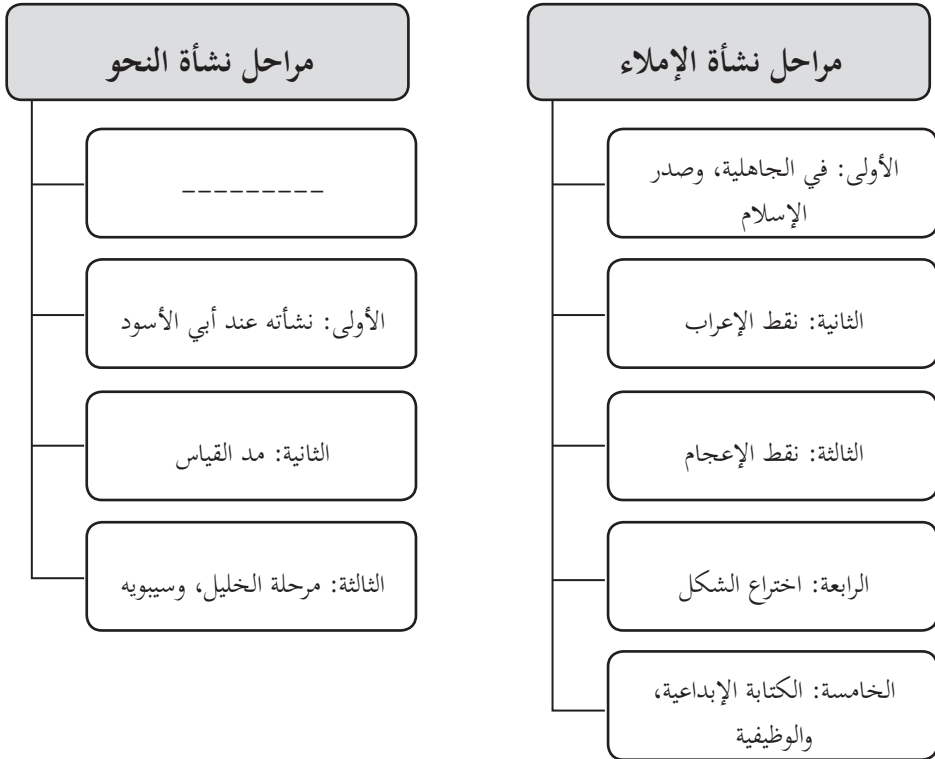 مراحل نشأة الإملاء
الأولى: في الجاهلية، وصدر
الإسلام
الثانية: نقط الإعراب
الثالثة: نقط الإعجام
الرابعة: اختراع الشكل
الخامسة: الكتابة الإبداعية،
والوظيفية
مراحل نشأة النحو
_________
الأولى: نشأته عند أبي الأسود
الثانية: مد القياس
الثالثة: مرحلة الخليل، وسيبويه